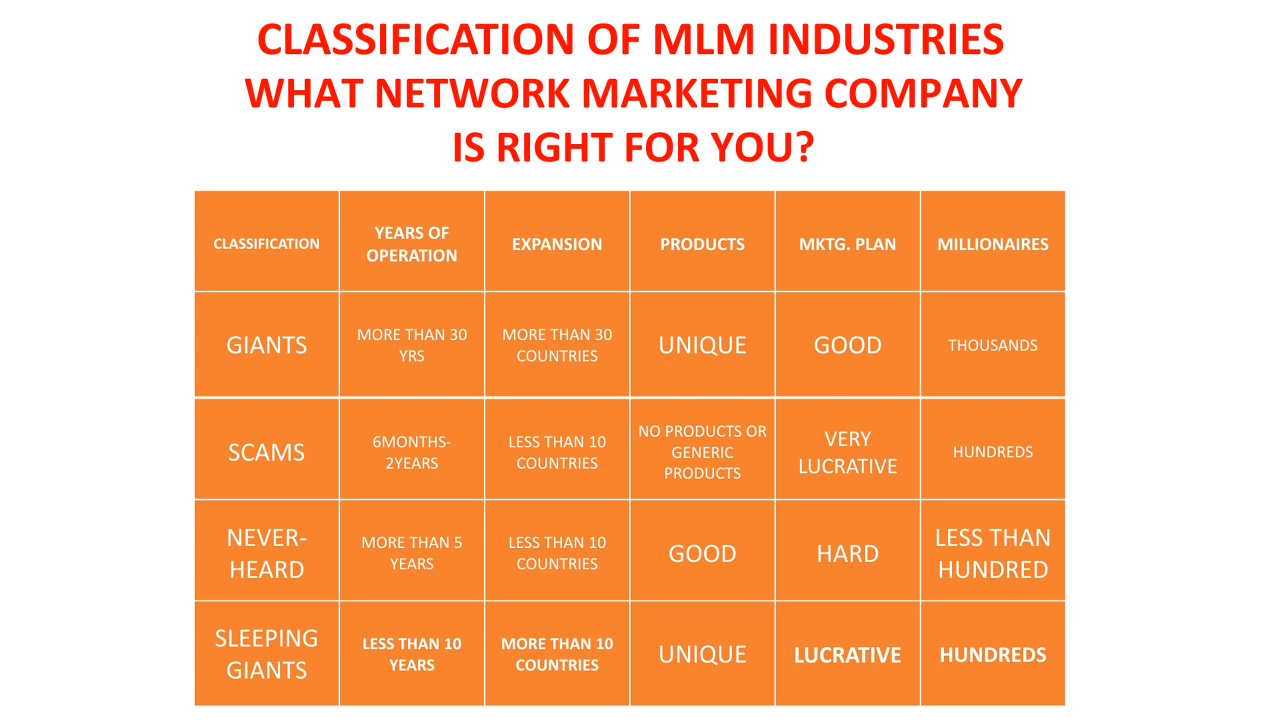 CLASSIFICATION OF MLM INDUSTRIES
WHAT NETWORK MARKETING COMPANY
IS RIGHT FOR YOU?
CLASSIFICATION
YEARS OF
OPERATION
EXPANSION
PRODUCTS
MKTG. PLAN
MILLIONAIRES
GIANTS
MORE THAN 30
YRS
MORE THAN 30
COUNTRIES
UNIQUE
GOOD
THOUSANDS
SCAMS
6MONTHS-
2YEARS
LESS THAN 10
COUNTRIES
NO PRODUCTS OR
GENERIC
PRODUCTS
VERY
LUCRATIVE
HUNDREDS
NEVER-
HEARD
MORE THAN 5
YEARS
LESS THAN 10
COUNTRIES
GOOD
HARD
LESS THAN
HUNDRED
SLEEPING
GIANTS
LESS THAN 10
YEARS
MORE THAN 10
COUNTRIES
UNIQUE
LUCRATIVE
HUNDREDS